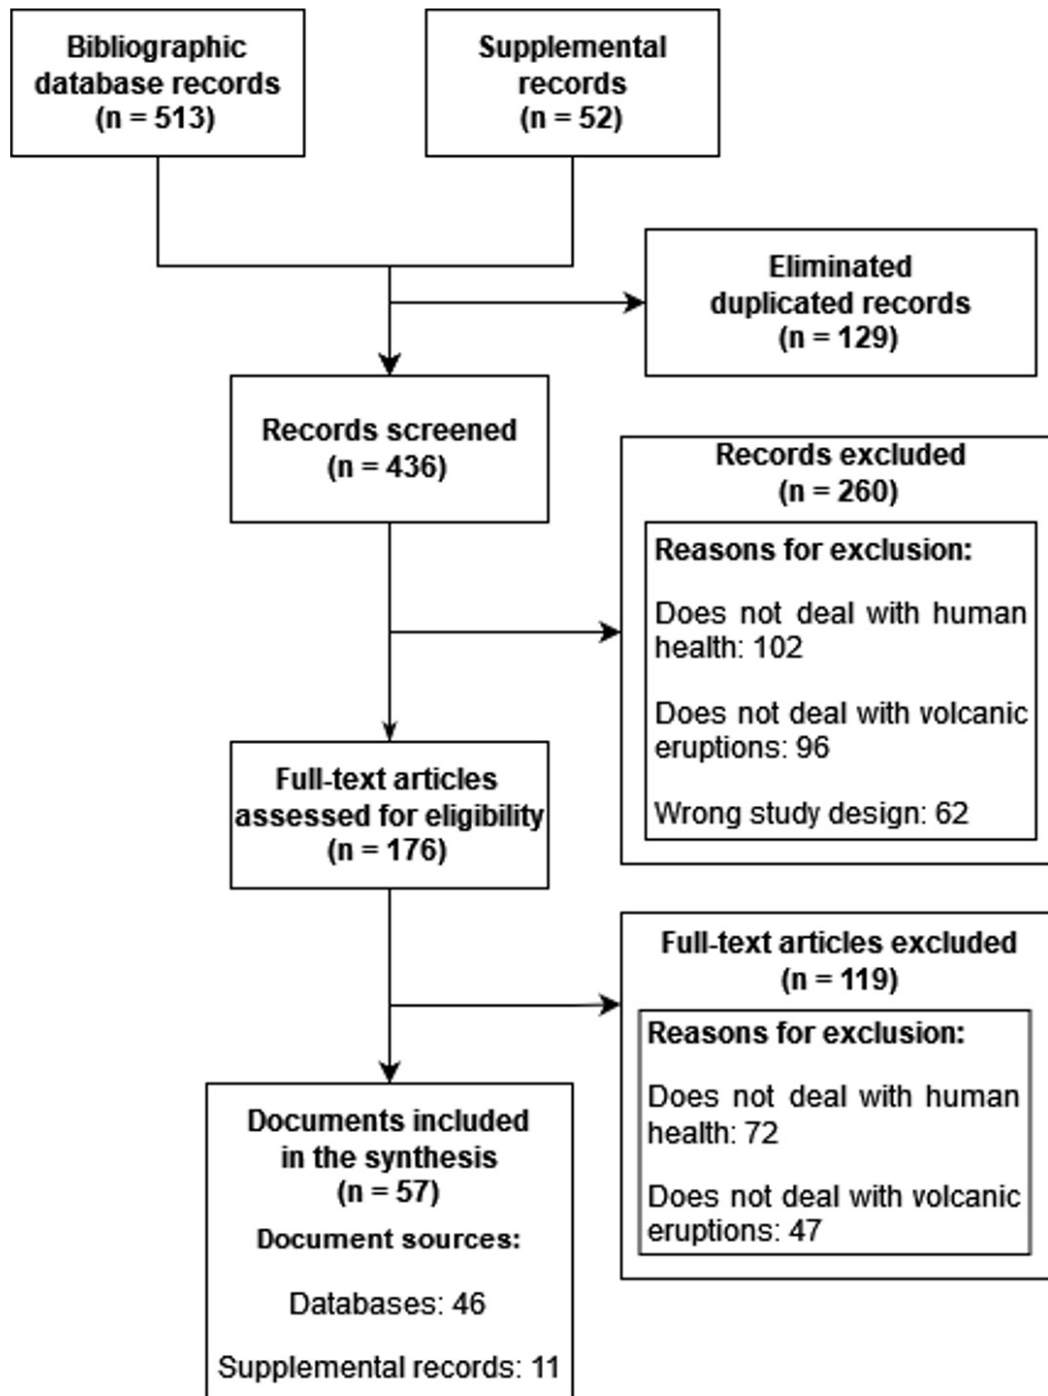 Bibliographic
database records
(n = 513)
Supplemental
records
(n = 52)
Eliminated
duplicated records
(n = 129)
Records screened
(n = 436)
Records excluded
(n = 260)
Reasons for exclusion:
Does not deal with human
health: 102
Does not deal with volcanic
eruptions: 96
Wrong study design: 62
Full-text articles
assessed for eligibility
(n = 176)
Full-text articles excluded
(n = 119)
Reasons for exclusion:
Does not deal with human
health: 72
Does not deal with volcanic
eruptions: 47
Documents included
in the synthesis
(n = 57)
Document sources:
Databases: 46
Supplemental records: 11